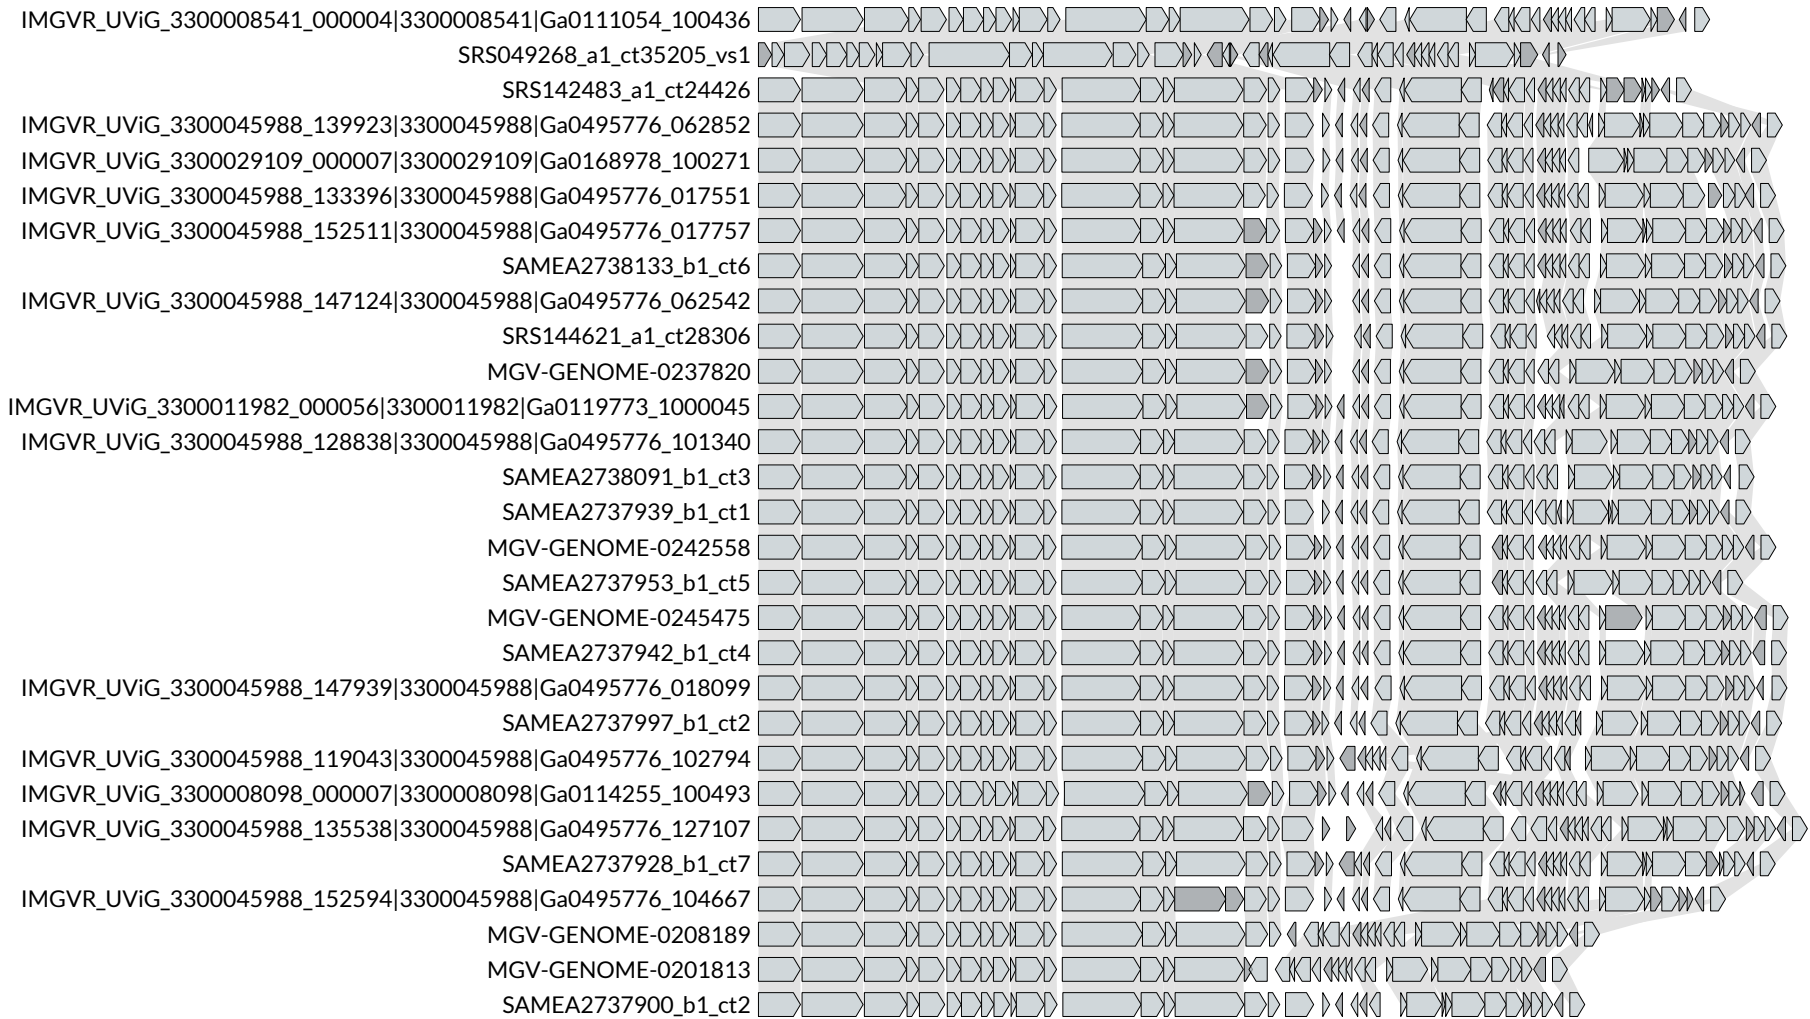 IMGVR_UViG_3300008541_000004|3300008541|Ga0111054_100436
SRS049268_a1_ct35205_vs1
SRS142483_a1_ct24426
IMGVR_UViG_3300045988_139923|3300045988|Ga0495776_062852
IMGVR_UViG_3300029109_000007|3300029109|Ga0168978_100271
IMGVR_UViG_3300045988_133396|3300045988|Ga0495776_017551
IMGVR_UViG_3300045988_152511|3300045988|Ga0495776_017757
SAMEA2738133_b1_ct6
IMGVR_UViG_3300045988_147124|3300045988|Ga0495776_062542
SRS144621_a1_ct28306
MGV-GENOME-0237820
IMGVR_UViG_3300011982_000056|3300011982|Ga0119773_1000045
IMGVR_UViG_3300045988_128838|3300045988|Ga0495776_101340
SAMEA2738091_b1_ct3
SAMEA2737939_b1_ct1
MGV-GENOME-0242558
SAMEA2737953_b1_ct5
MGV-GENOME-0245475
SAMEA2737942_b1_ct4
IMGVR_UViG_3300045988_147939|3300045988|Ga0495776_018099
SAMEA2737997_b1_ct2
IMGVR_UViG_3300045988_119043|3300045988|Ga0495776_102794
IMGVR_UViG_3300008098_000007|3300008098|Ga0114255_100493
IMGVR_UViG_3300045988_135538|3300045988|Ga0495776_127107
SAMEA2737928_b1_ct7
IMGVR_UViG_3300045988_152594|3300045988|Ga0495776_104667
MGV-GENOME-0208189
MGV-GENOME-0201813
SAMEA2737900_b1_ct2